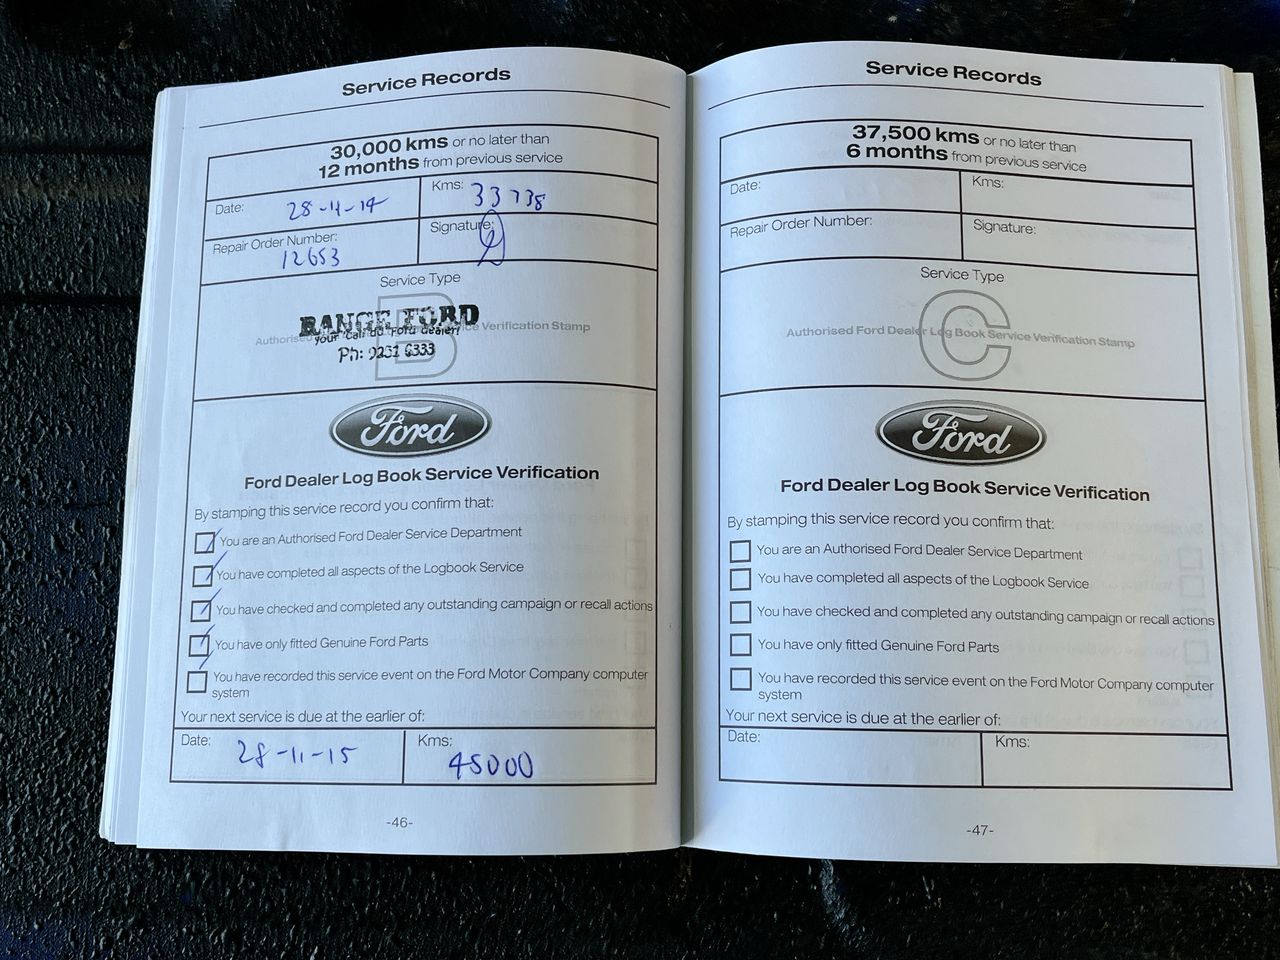 Service Records
30,000 kms or no later than
12 months from previous service
Date: 28-11-14
Kms: 33738
Repair Order Number:
12653
Signature:
Service Type
B
RANGE FORD
your 'can do' Ford dealer!
Authorised Service Verification Stamp
Ph: 9232 6333
Ford
Ford Dealer Log Book Service Verification
By stamping this service record you confirm that:
You are an Authorised Ford Dealer Service Department
You have completed all aspects of the Logbook Service
You have checked and completed any outstanding campaign or recall actions
You have only fitted Genuine Ford Parts
You have recorded this service event on the Ford Motor Company computer
system
Your next service is due at the earlier of:
Date: 28-11-15
Kms: 45000
-46-
Service Records
37,500 kms or no later than
6 months from previous service
Date:
Kms:
Repair Order Number:
Signature:
Service Type
C
Authorised Ford Dealer Log Book Service Verification Stamp
Ford
Ford Dealer Log Book Service Verification
By stamping this service record you confirm that:
You are an Authorised Ford Dealer Service Department
You have completed all aspects of the Logbook Service
You have checked and completed any outstanding campaign or recall actions
You have only fitted Genuine Ford Parts
You have recorded this service event on the Ford Motor Company computer
system
Your next service is due at the earlier of:
Date:
Kms:
-47-